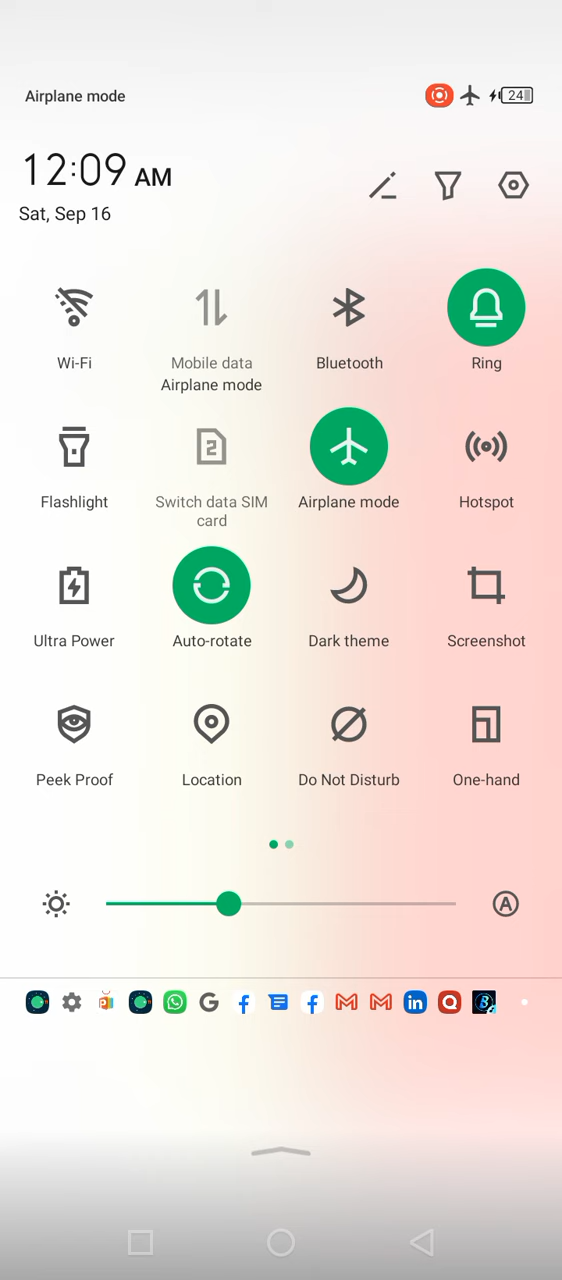 Airplane mode
24
12:09 AM
Sat, Sep 16
Wi-Fi
Mobile data
Airplane mode
Bluetooth
Ring
2
Flashlight
Switch data SIM
card
Airplane mode
Hotspot
Ultra Power
Auto-rotate
Dark theme
Screenshot
Peek Proof
Location
Do Not Disturb
One-hand
A
G
in